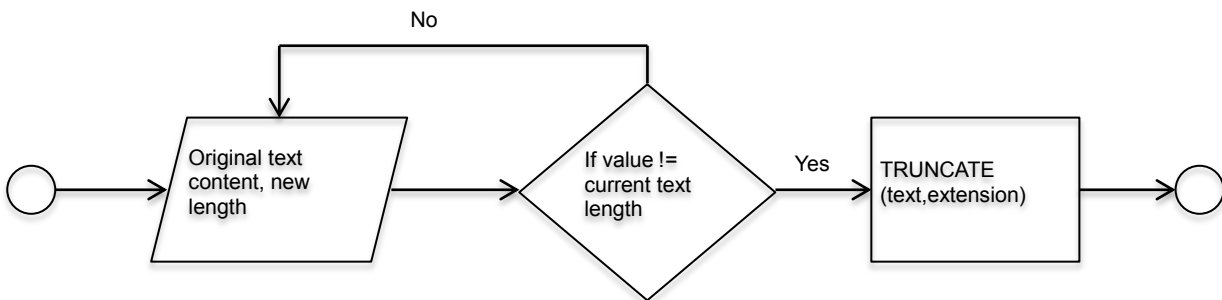 No
Original text
content, new
length
If value !=
current text
length
Yes
TRUNCATE
(text,extension)